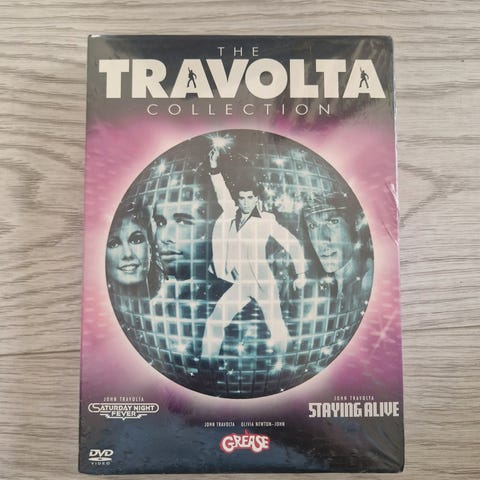 THE
TRAVOLTA
COLLECTION
JOHN TRAVOLTA
SATURDAY NIGHT
FEVER
JOHN TRAVOLTA
STAYING ALIVE
JOHN TRAVOLTA OLIVIA NEWTON-JOHN
GREASE
DVD
VIDEO